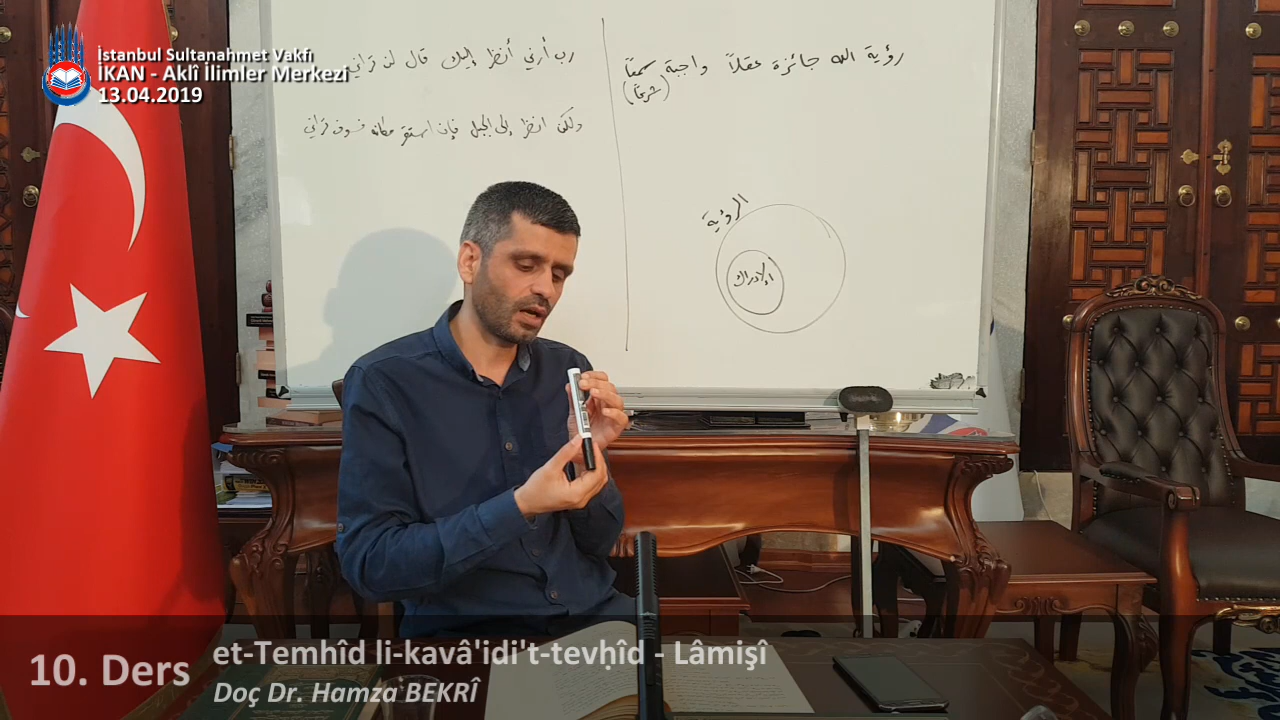 İstanbul Sultanahmet Vakfı
İKAN - Aklî İlimler Merkezi
13.04.2019
رؤية الله جائزة عقلاً واجبة سمعًا
(شرعًا)
رب أرني أنظر إليك قال لن تراني
ولكن انظر إلى الجبل فإن استقر مكانه فسوف تراني
الرؤية
الإدراك
10. Ders
et-Temhîd li-kavâ'idi't-tevḥîd - Lâmişî
Doç Dr. Hamza BEKRÎ